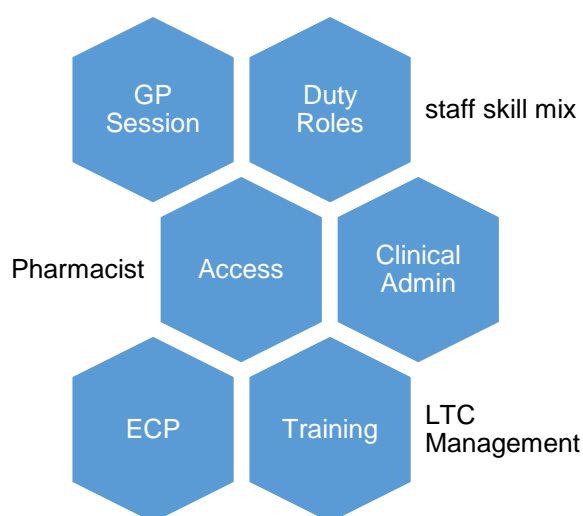 GP
Session
Duty
Roles
staff skill mix
Pharmacist
Access
Clinical
Admin
ECP
Training
LTC
Management